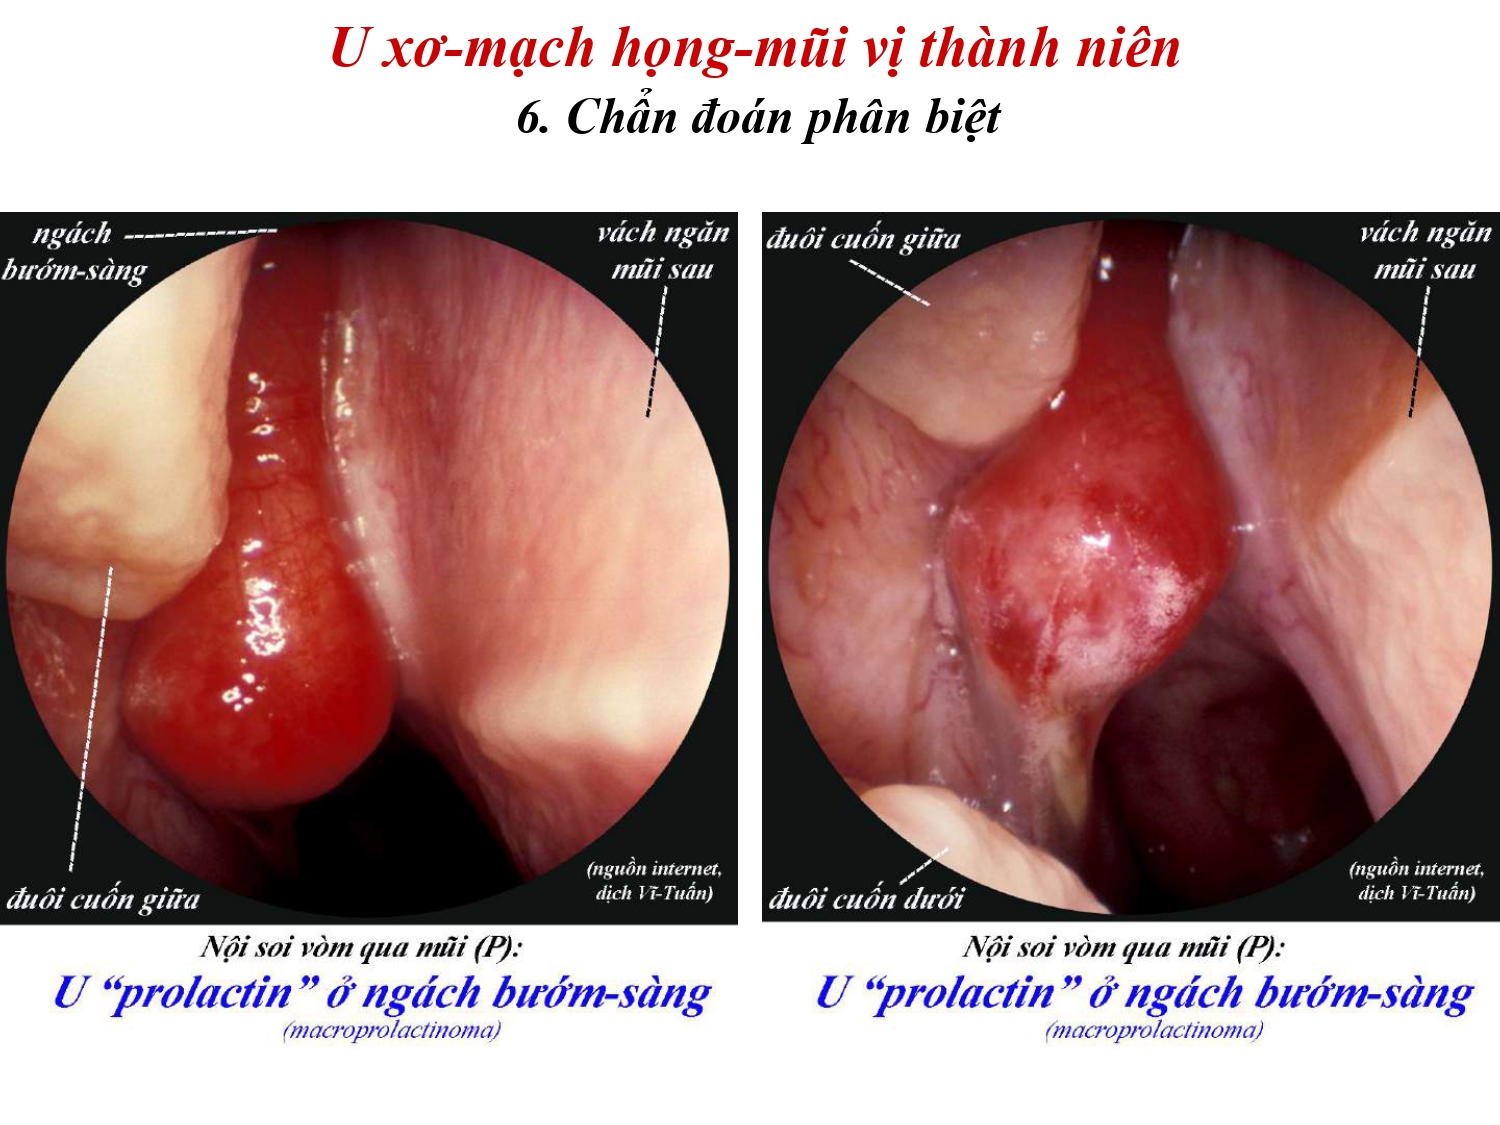 U xơ-mạch họng-mũi vị thành niên
6. Chẩn đoán phân biệt
ngách
bướm-sàng
vách ngăn
mũi sau
đuôi cuốn giữa
(nguồn internet,
dịch Vĩ-Tuấn)
Nội soi vòm qua mũi (P):
U “prolactin” ở ngách bướm-sàng
(macroprolactinoma)
đuôi cuốn giữa
vách ngăn
mũi sau
đuôi cuốn dưới
(nguồn internet,
dịch Vĩ-Tuấn)
Nội soi vòm qua mũi (P):
U “prolactin” ở ngách bướm-sàng
(macroprolactinoma)